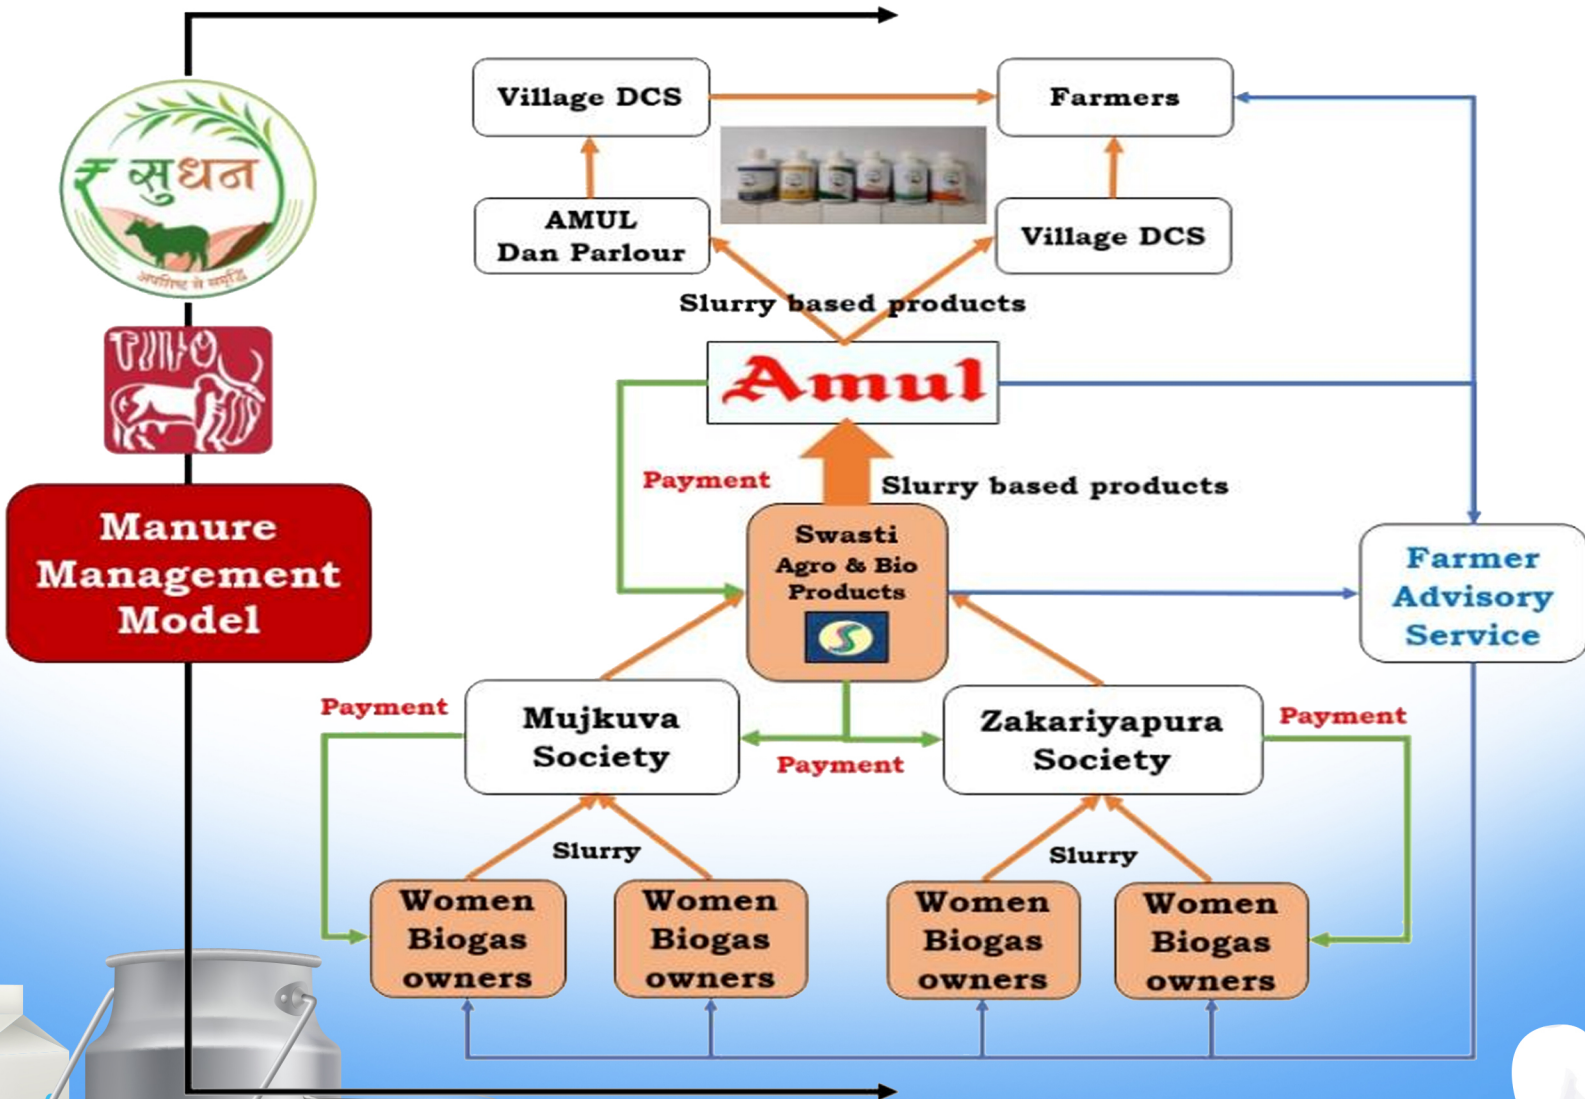 Village DCS
Farmers
₹ सुधन
अपशिष्ट से समृद्धि
AMUL
Dan Parlour
Village DCS
Slurry based products
Amul
Payment
Slurry based products
Manure
Management
Model
Swasti
Agro & Bio
Products
S
Farmer
Advisory
Service
Payment
Mujkuva
Society
Payment
Zakariyapura
Society
Payment
Slurry
Slurry
Women
Biogas
owners
Women
Biogas
owners
Women
Biogas
owners
Women
Biogas
owners